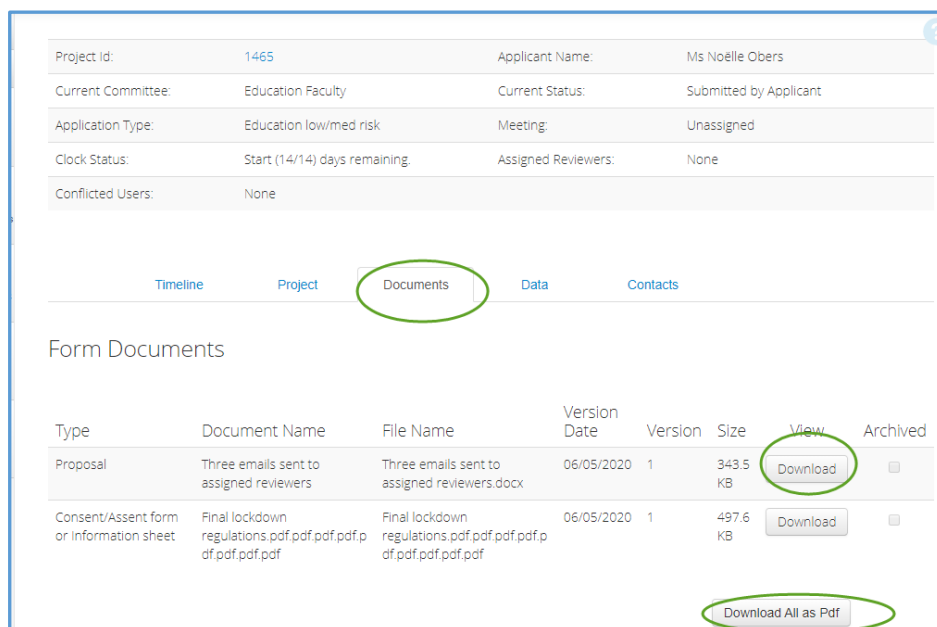 Project Id: 1465 Applicant Name: Ms Noëlle Obers
Current Committee: Education Faculty Current Status: Submitted by Applicant
Application Type: Education low/med risk Meeting: Unassigned
Clock Status: Start (14/14) days remaining. Assigned Reviewers: None
Conflicted Users: None
Timeline Project Documents Data Contacts
Form Documents
Type Document Name File Name Version Date Version Size View Archived
Proposal Three emails sent to Three emails sent to 06/05/2020 1 343.5 Download
assigned reviewers assigned reviewers.docx KB
Consent/Assent form Final lockdown Final lockdown 06/05/2020 1 497.6 Download
or Information sheet regulations.pdf.pdf.pdf.pdf.p regulations.pdf.pdf.pdf.pdf.p KB
df.pdf.pdf.pdf df.pdf.pdf.pdf.pdf
Download All as Pdf